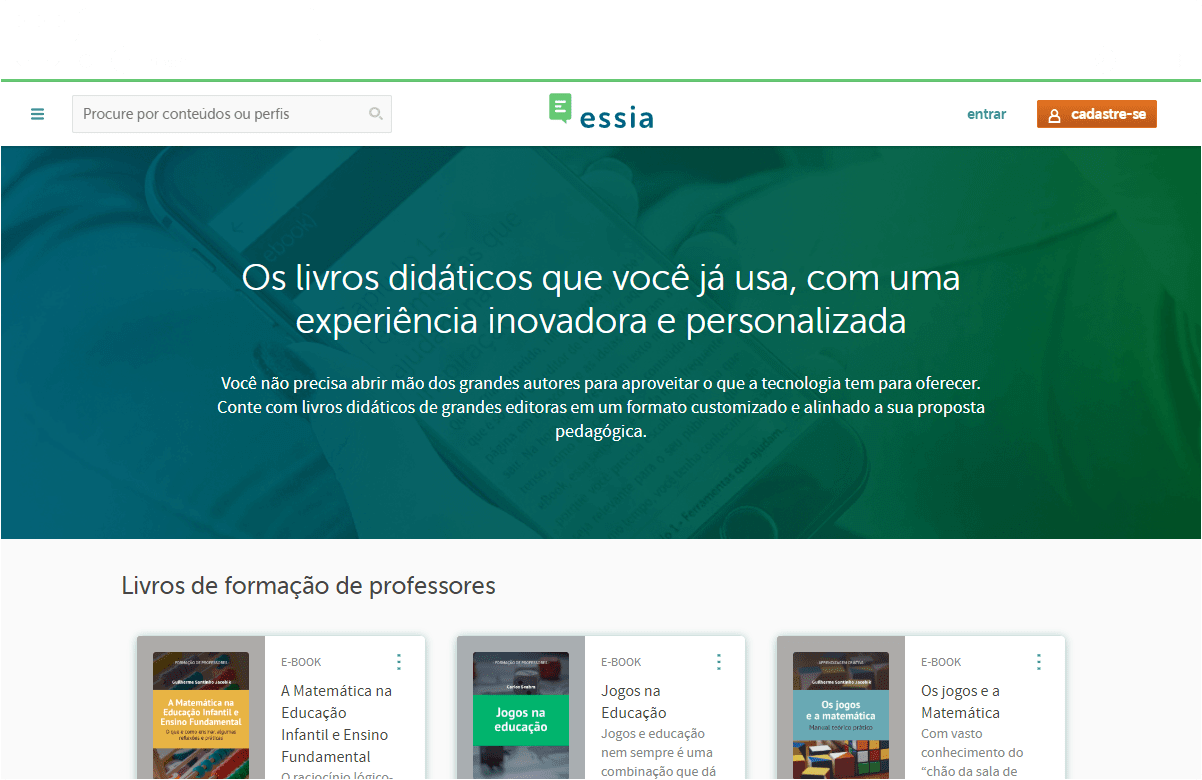 Procure por conteúdos ou perfis
essia
entrar
cadastre-se
Os livros didáticos que você já usa, com uma
experiência inovadora e personalizada
Você não precisa abrir mão dos grandes autores para aproveitar o que a tecnologia tem para oferecer.
Conte com livros didáticos de grandes editoras em um formato customizado e alinhado a sua proposta
pedagógica.
Livros de formação de professores
FORMAÇÃO DE PROFESSORES
Guilherme Santinho Jacobik
A Matemática na
Educação Infantil e
Ensino Fundamental
O que e como ensinar, algumas
reflexões e práticas
E-BOOK
A Matemática na
Educação
Infantil e Ensino
Fundamental
O raciocínio lógico-
FORMAÇÃO DE PROFESSORES
Carlos Seabra
Jogos na
educação
E-BOOK
Jogos na
Educação
Jogos e educação
nem sempre é uma
combinação que dá
APRENDIZAGEM CRIATIVA
Guilherme Santinho Jacobik
Os jogos
e a matemática
Manual teórico prático
E-BOOK
Os jogos e a
Matemática
Com vasto
conhecimento do
“chão da sala de